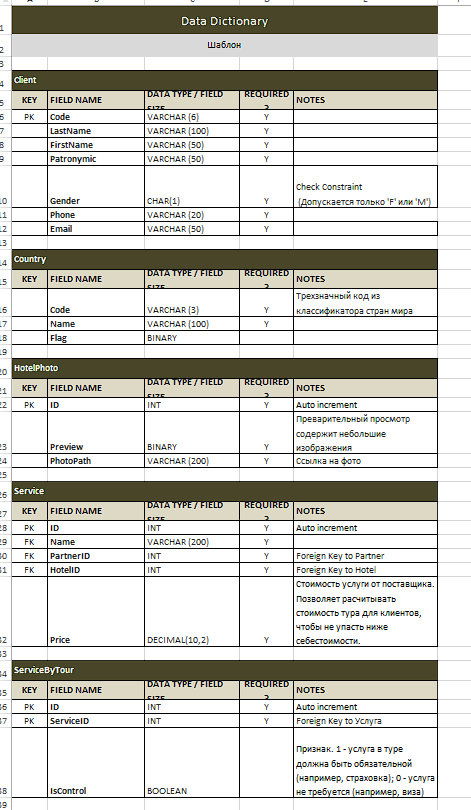 Data Dictionary
Шаблон
Client
KEY FIELD NAME DATA TYPE / FIELD SIZE REQUIRED ? NOTES
PK Code VARCHAR (6) Y
LastName VARCHAR (100) Y
FirstName VARCHAR (50) Y
Patronymic VARCHAR (50) Y
Check Constraint
Gender CHAR(1) Y (Допускается только 'F' или 'M')
Phone VARCHAR (20) Y
Email VARCHAR (50) Y
Country
KEY FIELD NAME DATA TYPE / FIELD SIZE REQUIRED ? NOTES
Трехзначный код из
Code VARCHAR (3) Y классификатора стран мира
Name VARCHAR (100) Y
Flag BINARY
HotelPhoto
KEY FIELD NAME DATA TYPE / FIELD SIZE REQUIRED ? NOTES
PK ID INT Y Auto increment
Преварительный просмотр
содержит небольшие
Preview BINARY Y изображения
PhotoPath VARCHAR (200) Y Ссылка на фото
Service
KEY FIELD NAME DATA TYPE / FIELD SIZE REQUIRED ? NOTES
PK ID INT Y Auto increment
FK Name VARCHAR (200) Y
FK PartnerID INT Y Foreign Key to Partner
FK HotelID INT Y Foreign Key to Hotel
Стоимость услуги от поставщика.
Позволяет расчитывать
стоимость тура для клиентов,
чтобы не упасть ниже
Price DECIMAL(10,2) Y себестоимости.
ServiceByTour
KEY FIELD NAME DATA TYPE / FIELD SIZE REQUIRED ? NOTES
PK ID INT Y Auto increment
PK ServiceID INT Y Foreign Key to Услуга
Признак. 1 - услуга в туре
должна быть обязательной
(например, страховка); 0 - услуга
IsControl BOOLEAN не требуется (например, виза)